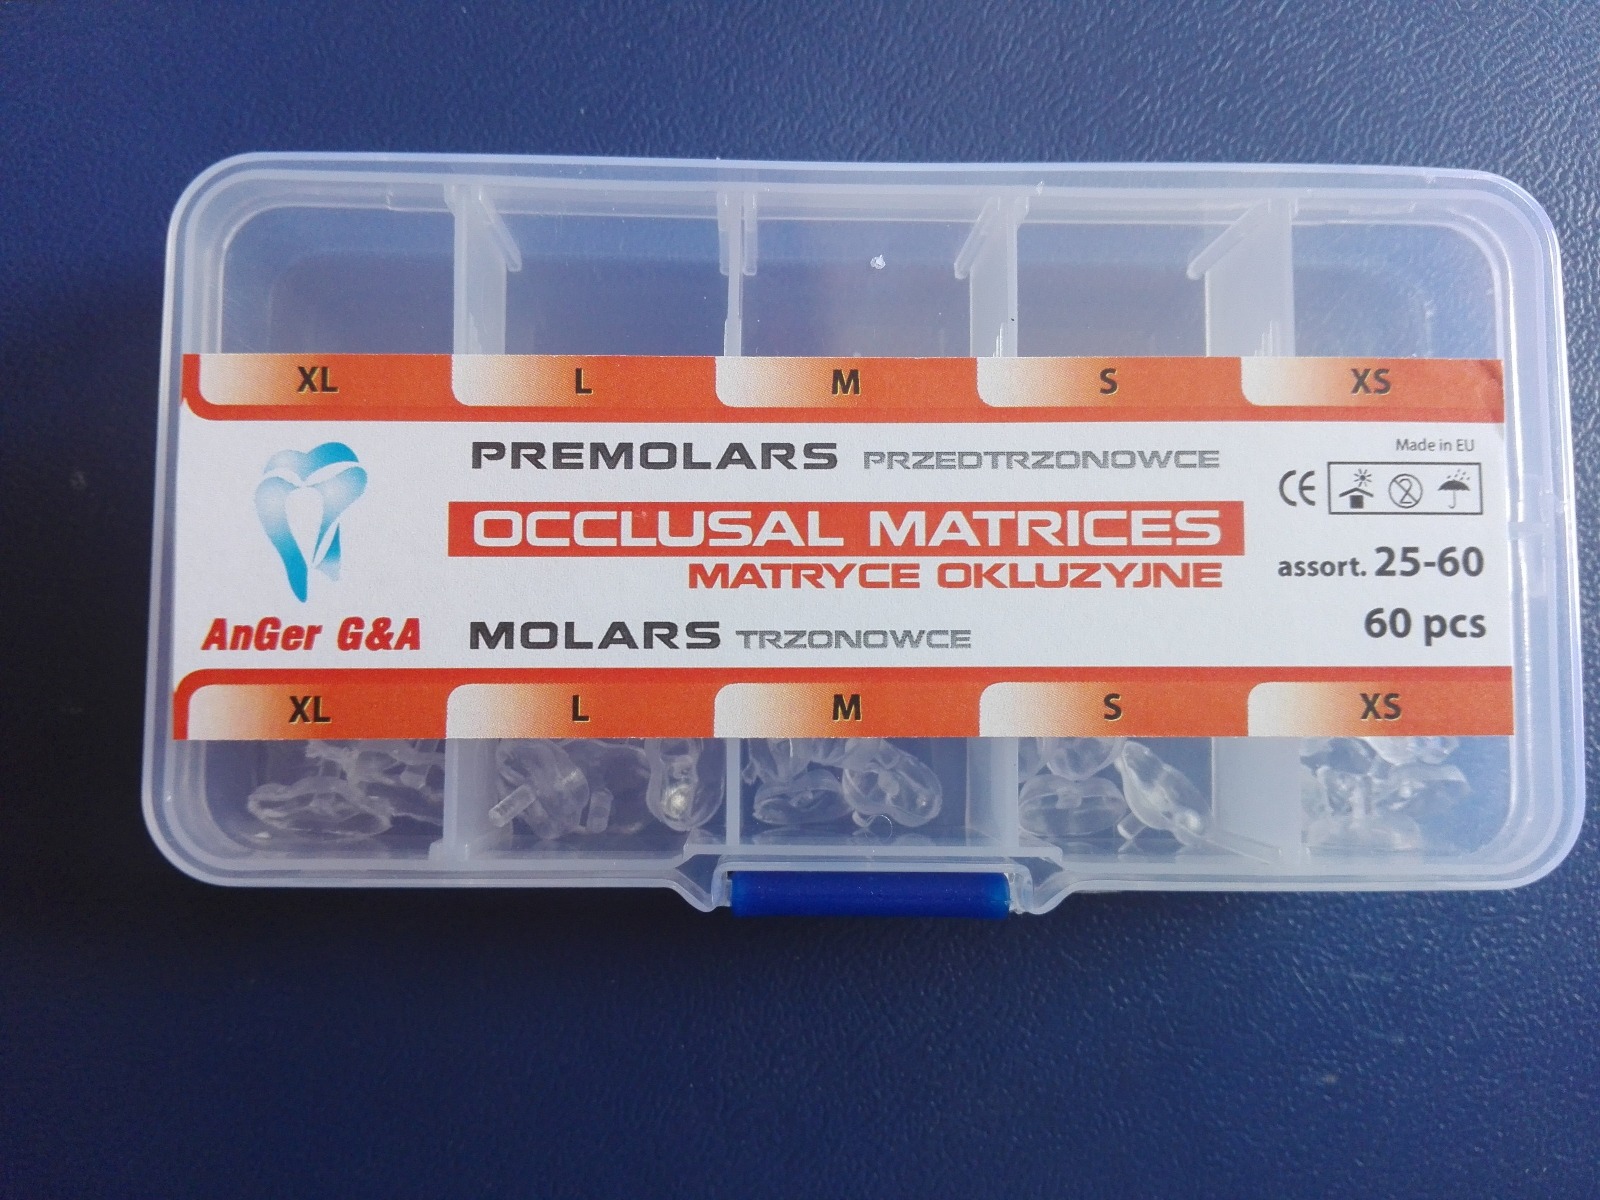 XL L M S XS
PREMOLARS PRZEDTRZONOWCE
Made in EU
CE
OCCLUSAL MATRICES
MATRYCE OKLUZYJNE
assort. 25-60
60 pcs
AnGer G&A
MOLARS TRZONOWCE
XL L M S XS